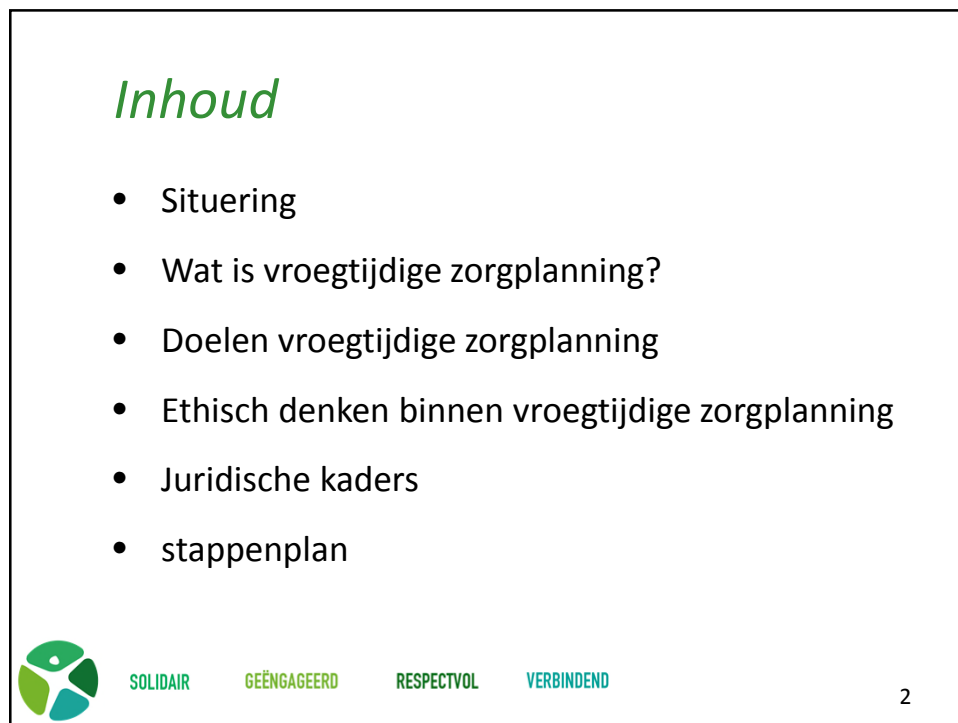 Inhoud
• Situering
• Wat is vroegtijdige zorgplanning?
• Doelen vroegtijdige zorgplanning
• Ethisch denken binnen vroegtijdige zorgplanning
• Juridische kaders
• stappenplan
SOLIDAIR GEËNGAGEERD RESPECTVOL VERBINDEND
2